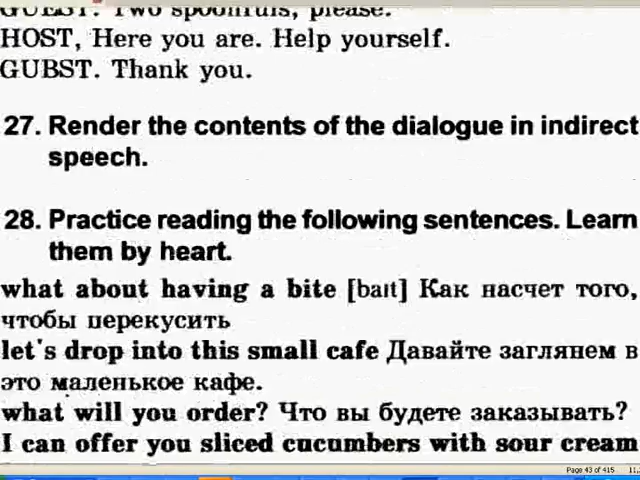 GUEST. Two spoonfuls, please.
HOST, Here you are. Help yourself.
GUBST. Thank you.
27. Render the contents of the dialogue in indirect
speech.
28. Practice reading the following sentences. Learn
them by heart.
what about having a bite [baıt] Как насчет того,
чтобы перекусить
let's drop into this small cafe Давайте заглянем в
это маленькое кафе.
what will you order? Что вы будете заказывать?
I can offer you sliced cucumbers with sour cream
Page 43 of 415